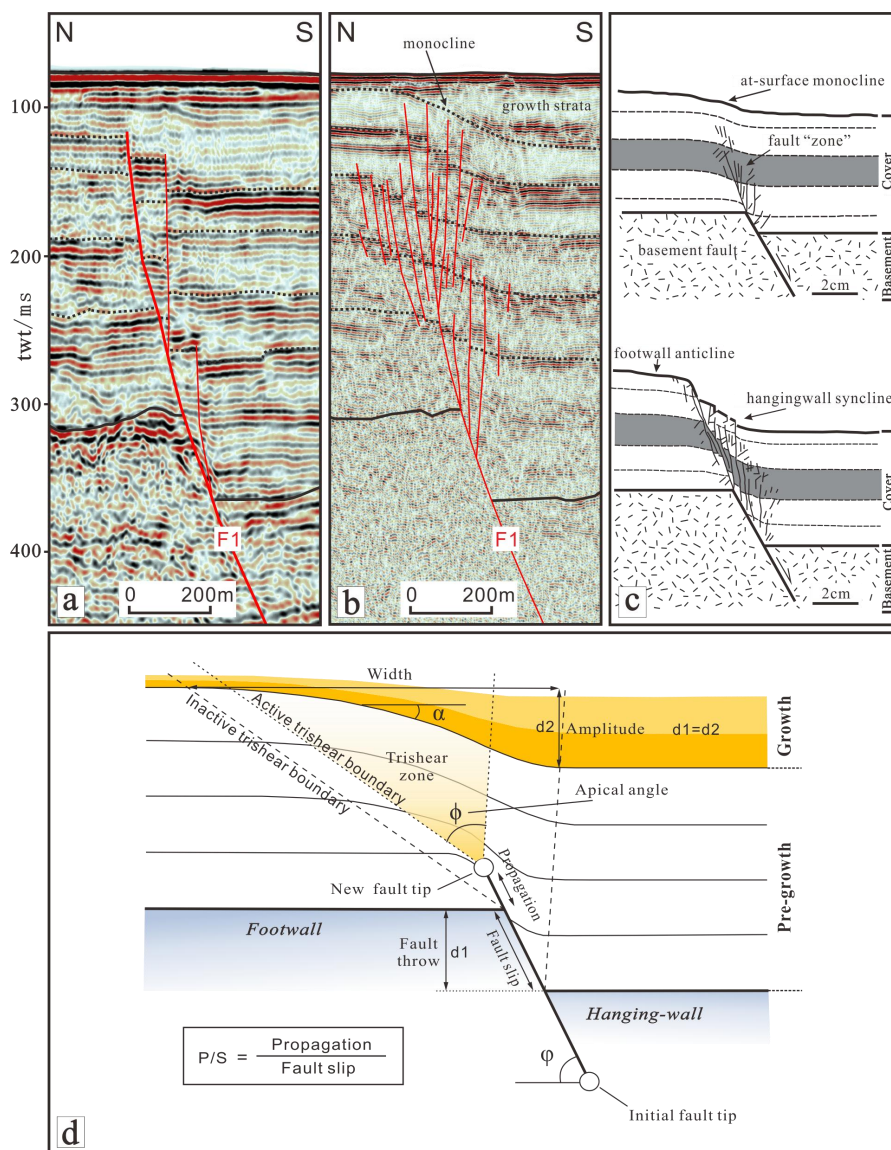 N
S
100
200
twt/ms
300
400
F1
0
200m
a
N
S
monocline
growth strata
F1
0
200m
b
at-surface monocline
fault "zone"
Cover
basement fault
Basement
2cm
footwall anticline
hangingwall syncline
Cover
Basement
2cm
c
Width
Active trishear boundary
Inactive trishear boundary
α
d2
Amplitude
d1=d2
Growth
Trishear
zone
Apical angle
ϕ
Propagation
New fault tip
Pre-growth
Footwall
Fault
throw
d1
Fault slip
Hanging-wall
P/S =
Propagation
Fault slip
φ
Initial fault tip
d